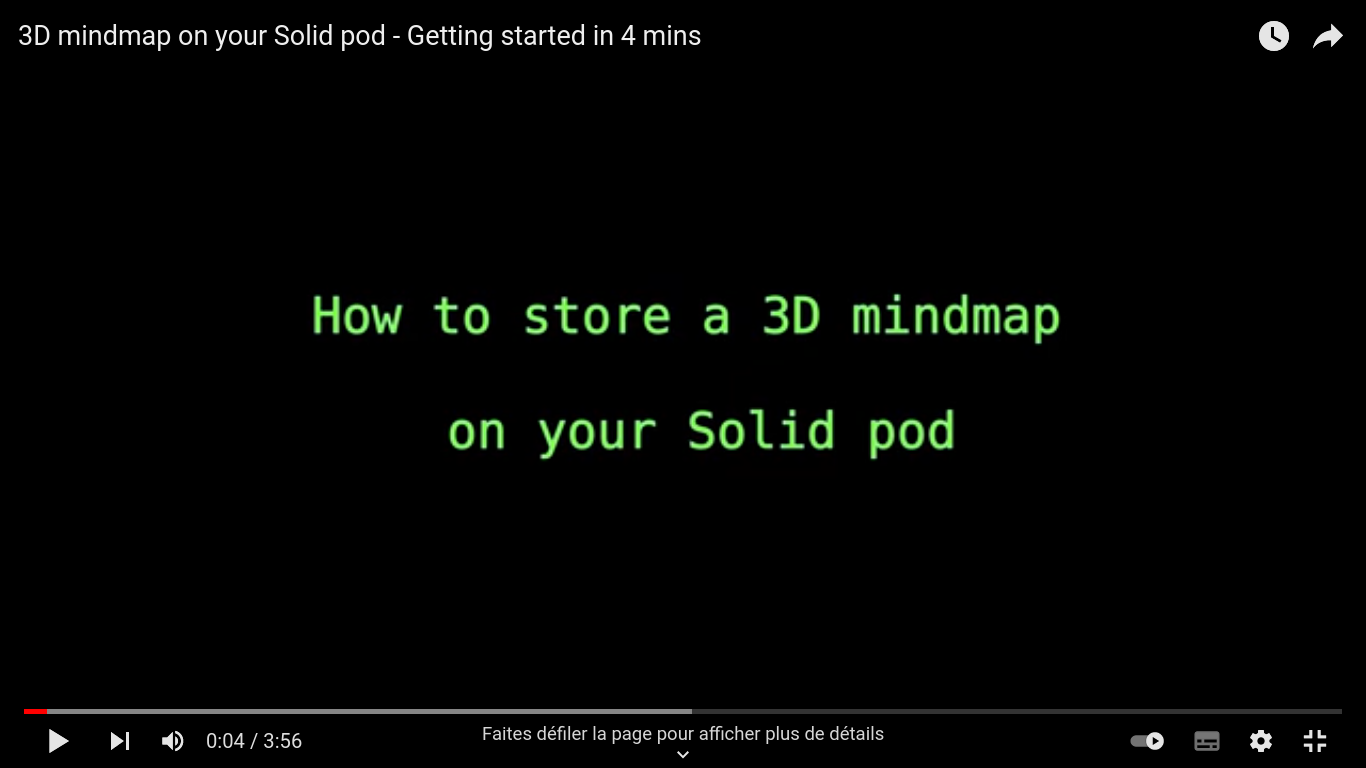 3D mindmap on your Solid pod - Getting started in 4 mins
How to store a 3D mindmap
on your Solid pod
Faites défiler la page pour afficher plus de détails
0:04 / 3:56